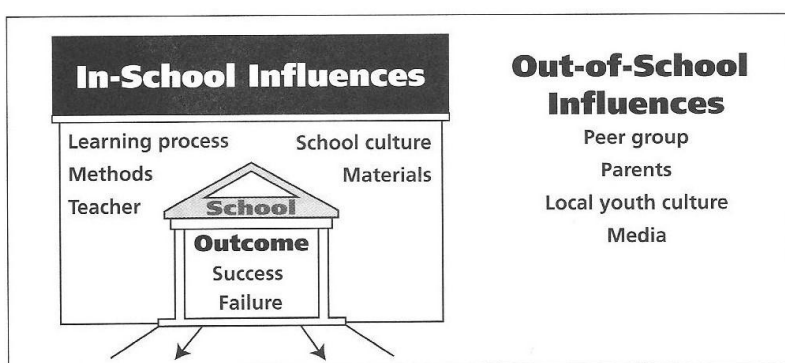 In-School Influences
Learning process
Methods
Teacher
School culture
Materials
School
Outcome
Success
Failure
Out-of-School
Influences
Peer group
Parents
Local youth culture
Media